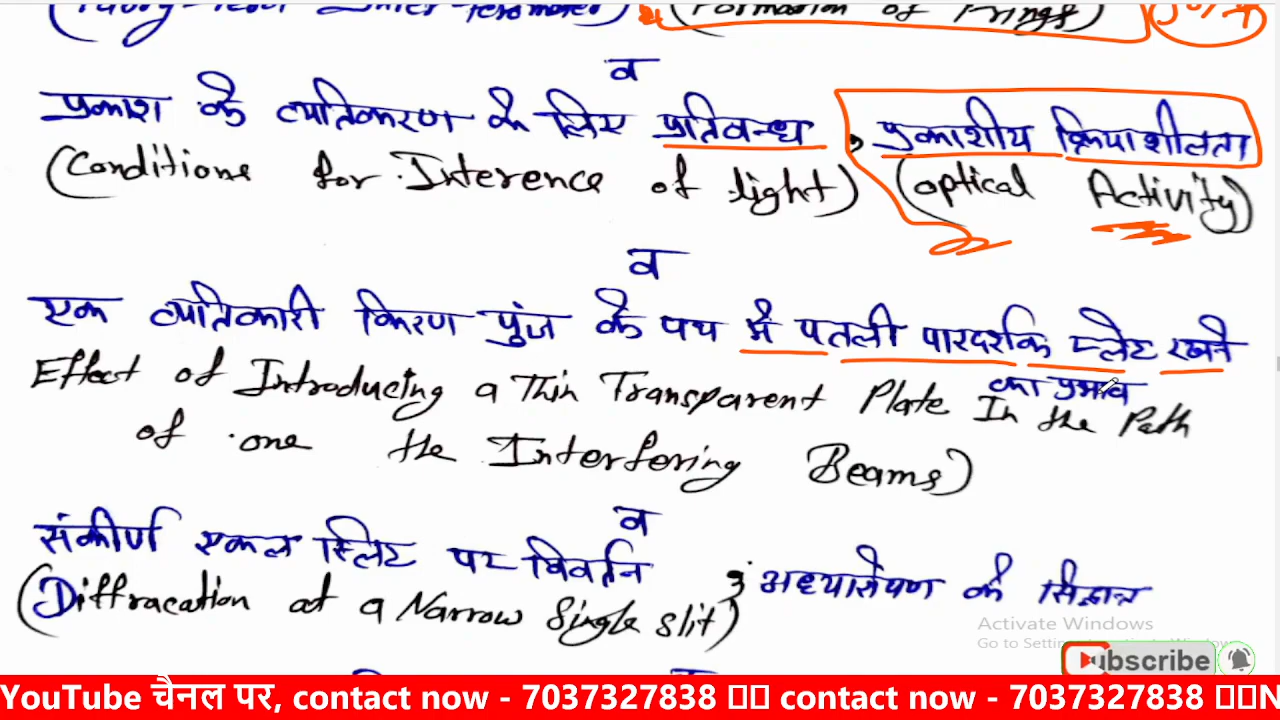 (Formation of Frings)
व
प्रकाश के व्यतिकरण के लिए प्रतिबन्ध , प्रकाशीय क्रियाशीलता
(Conditions for Interence of light) (optical Activity)
व
एक व्यतिकारी किरण पुंज के पथ में पतली पारदर्शक प्लेट रखने
का प्रभाव
Effect of Introducing a Thin Transparent Plate In the Path
of one the Interfering Beams)
व
संकीर्ण एकल स्लिट पर विवर्तन
(Diffracation at a Narrow Single slit) ; अध्यारोपण के सिद्धान्त
Activate Windows
Subscribe
YouTube चैनल पर, contact now - 7037327838 contact now - 7037327838